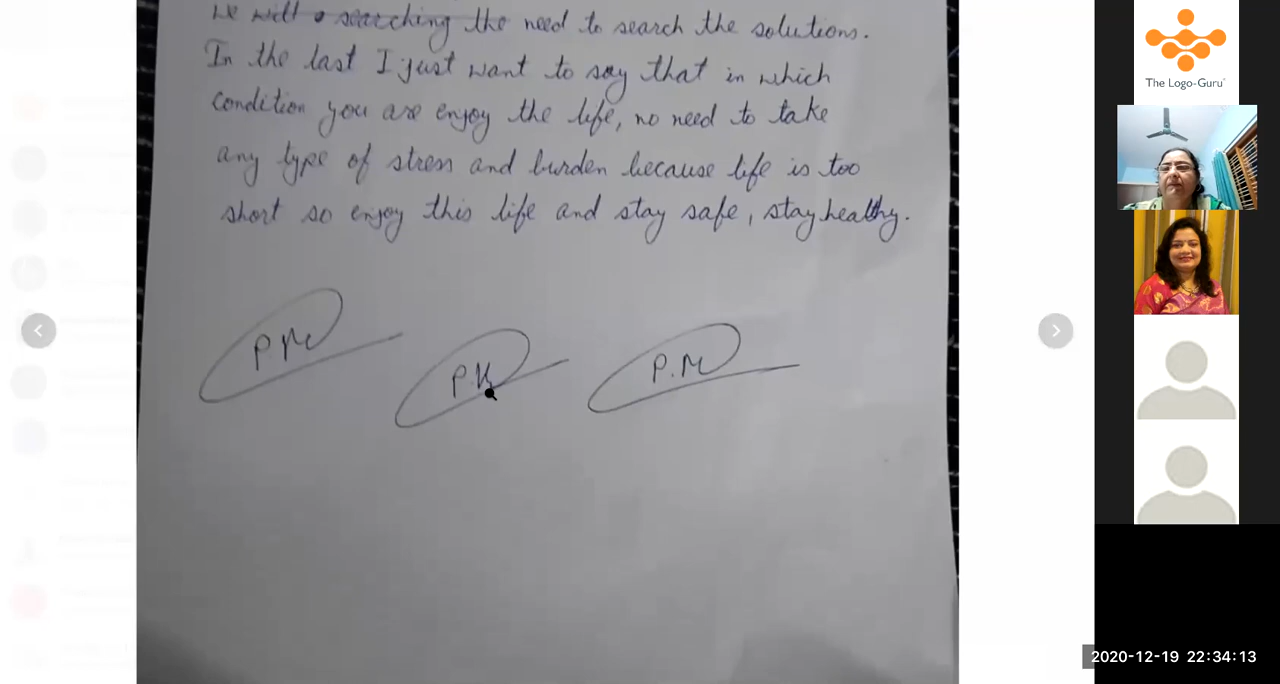 we will searching the need to search the solutions.
In the last I just want to say that in which
condition you are enjoy the life, no need to take
any type of stress and burden because life is too
short so enjoy this life and stay safe, stay healthy.
P.M
P.K
P.M
The Logo-Guru
2020-12-19 22:34:13